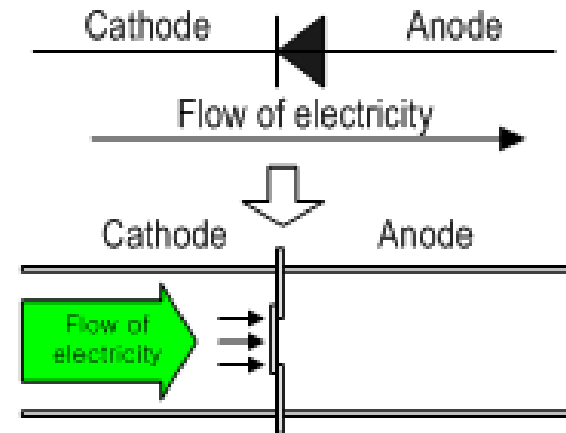 Cathode Anode
Flow of electricity
Cathode Anode
Flow of
electricity